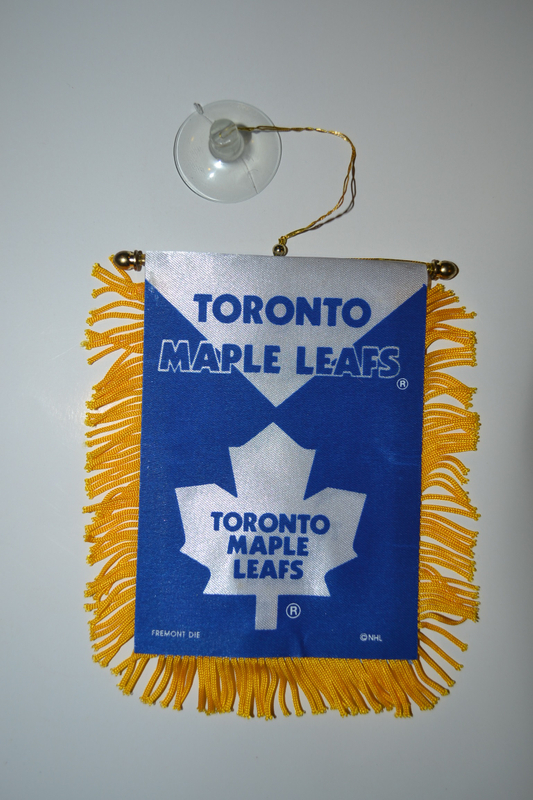 TORONTO
MAPLE LEAFS®
TORONTO
MAPLE
LEAFS
®
FREMONT DIE
©NHL